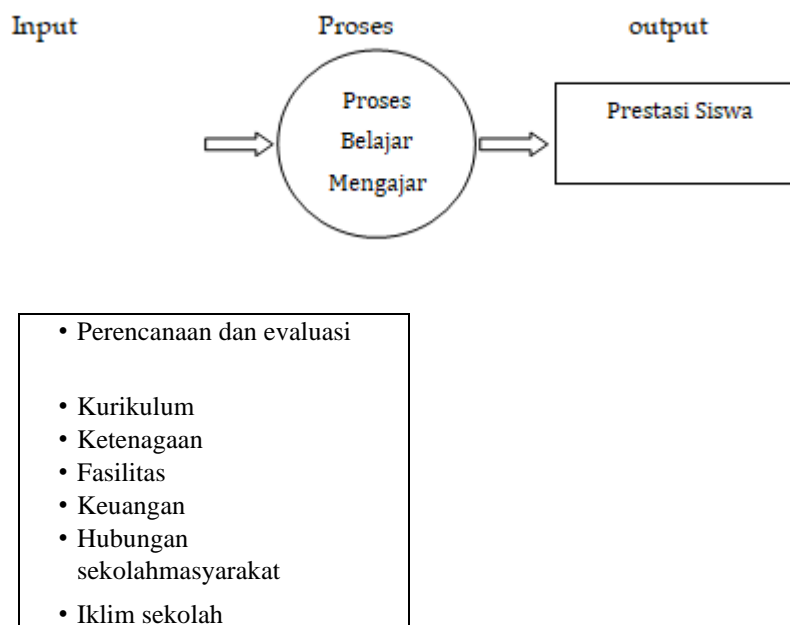 Input Proses output
Proses
Belajar
Mengajar
Prestasi Siswa
• Perencanaan dan evaluasi
• Kurikulum
• Ketenagaan
• Fasilitas
• Keuangan
• Hubungan
sekolahmasyarakat
• Iklim sekolah